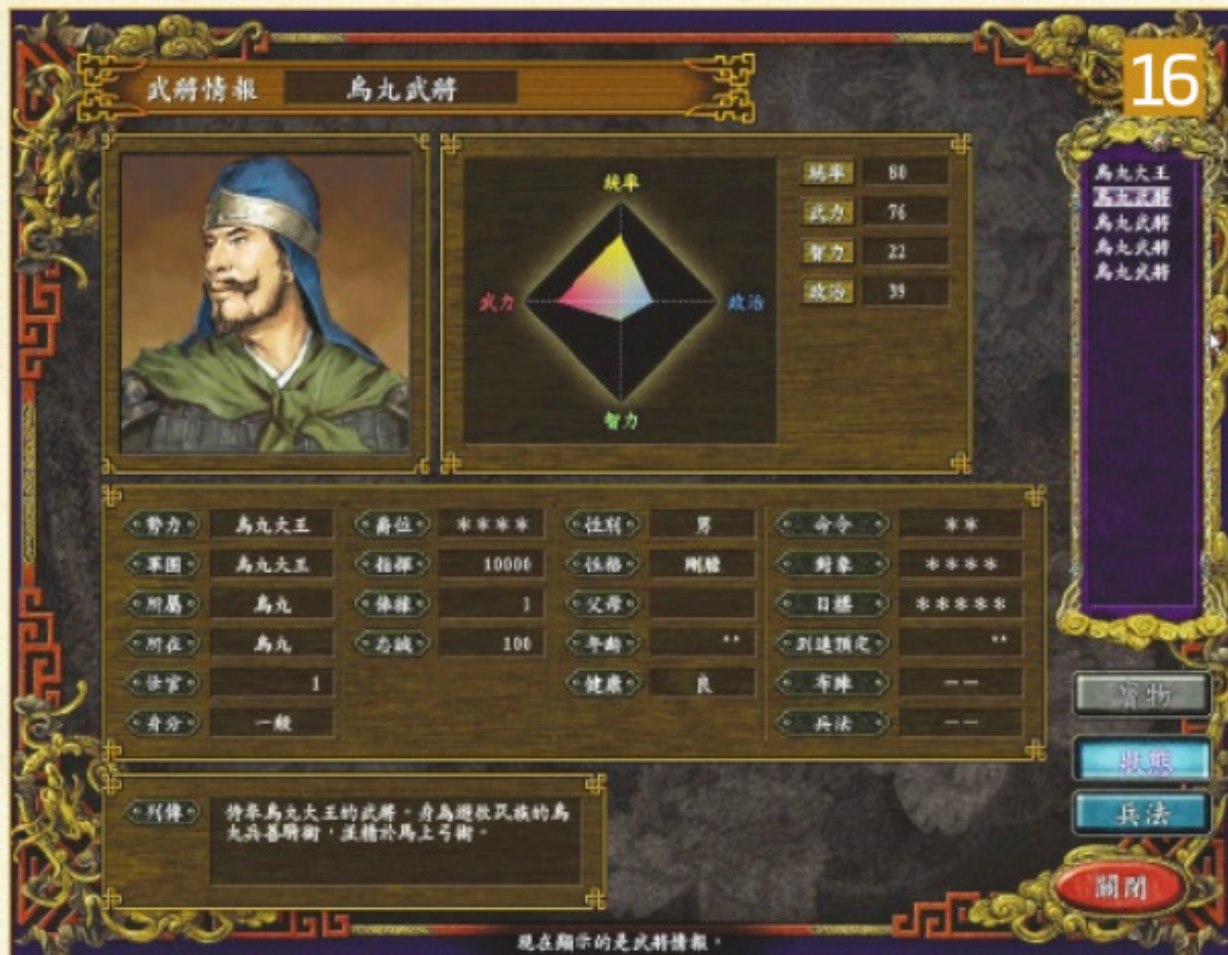 16
武將情報 烏丸武將
統率
武力 政治
智力
統率 80
武力 76
智力 22
政治 39
烏丸大王
烏丸武將
烏丸武將
烏丸武將
烏丸武將
勢力 烏丸大王 爵位 **** 性別 男 命令 **
軍團 烏丸大王 指揮 10000 性格 剛膽 對象 ****
所屬 烏丸 俸祿 1 父母 目標 *****
所在 烏丸 忠誠 100 年齡 ** 到達預定 **
仕官 1 健康 良 布陣 --
身分 一般 兵法 --
寶物
狀態
兵法
關閉
列傳 侍奉烏丸大王的武將。身為遊牧民族的烏
丸兵善騎術,並精於馬上弓術。
現在顯示的是武將情報。